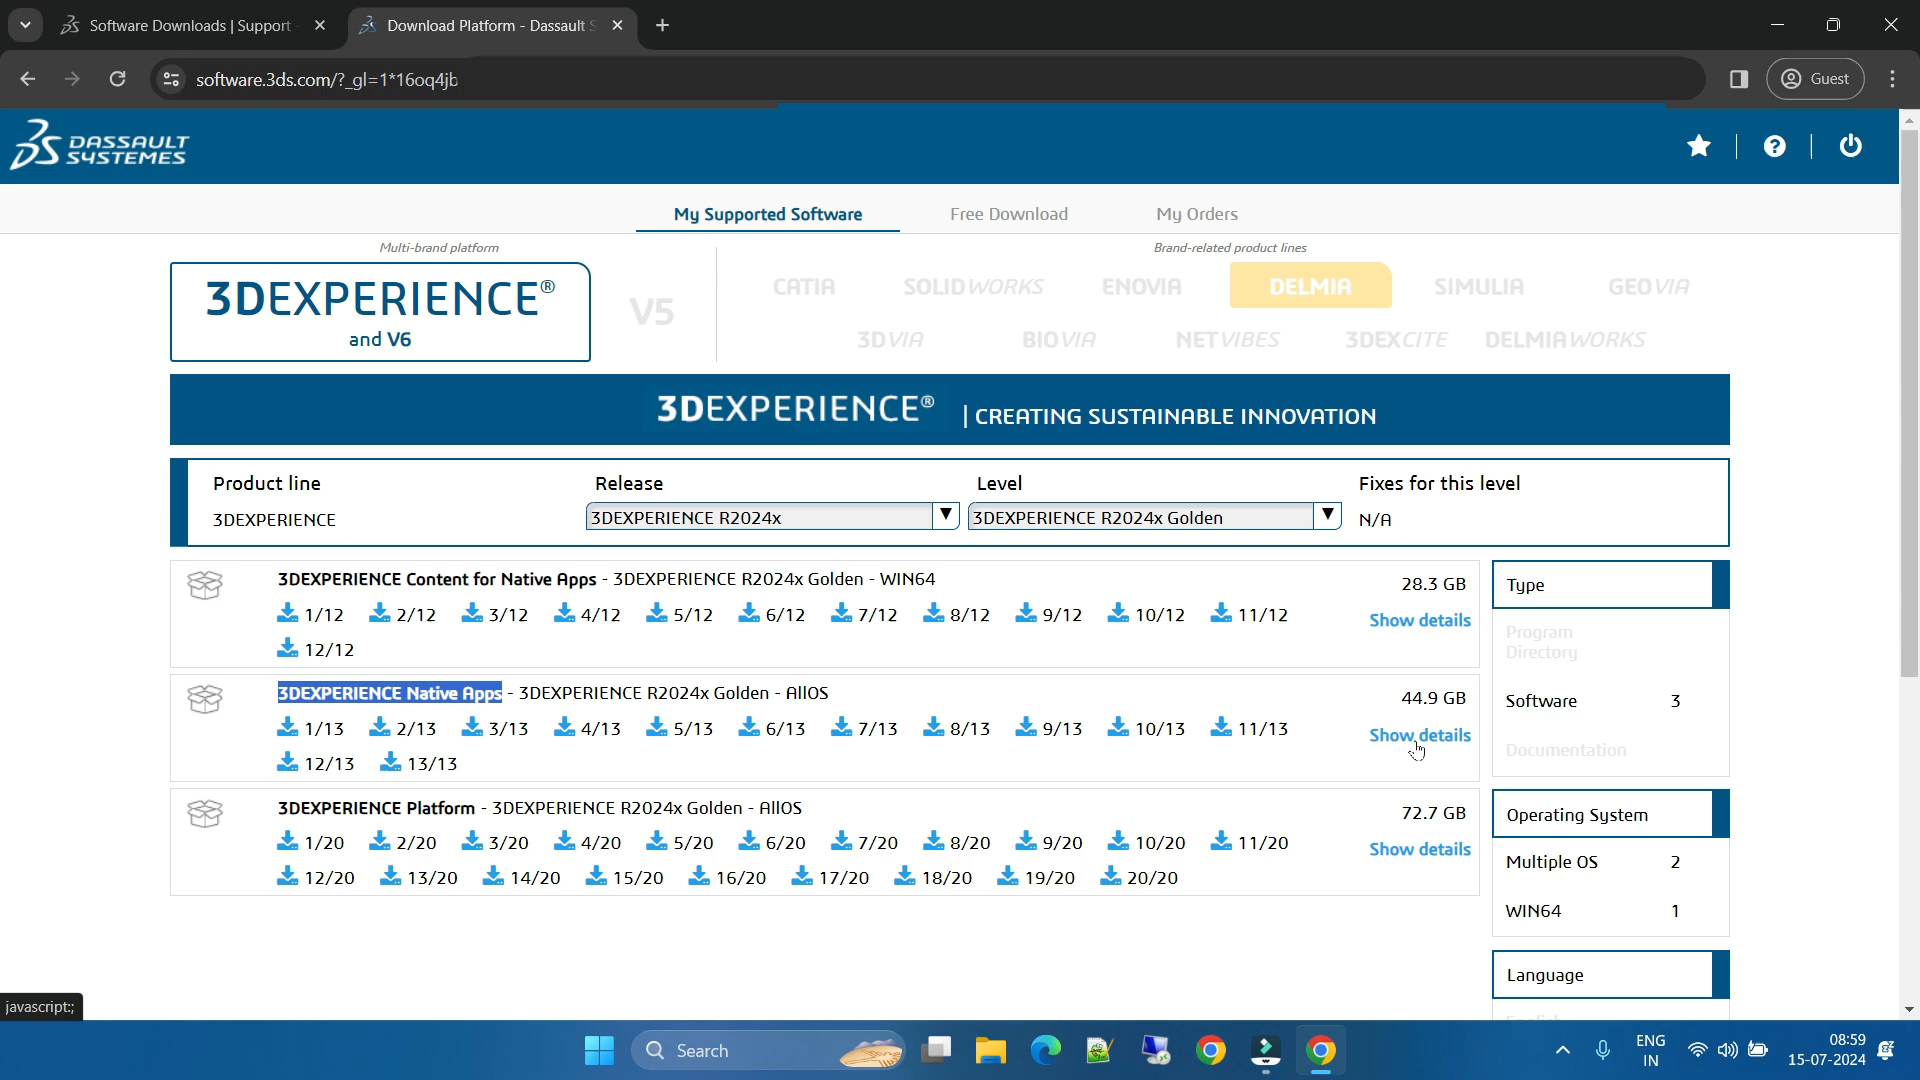 Software Downloads | Support
Download Platform - Dassault S
software.3ds.com/?_gl=1*16oq4jb
Guest
DASSAULT
SYSTEMES
My Supported Software
Free Download
My Orders
Multi-brand platform
Brand-related product lines
3DEXPERIENCE®
and V6
V5
CATIA
SOLIDWORKS
ENOVIA
DELMIA
SIMULIA
GEOVIA
3DVIA
BIOVIA
NETVIBES
3DEXCITE
DELMIAWORKS
3DEXPERIENCE® | CREATING SUSTAINABLE INNOVATION
Product line
Release
Level
Fixes for this level
3DEXPERIENCE
3DEXPERIENCE R2024x
3DEXPERIENCE R2024x Golden
N/A
3DEXPERIENCE Content for Native Apps - 3DEXPERIENCE R2024x Golden - WIN64
28.3 GB
1/12 2/12 3/12 4/12 5/12 6/12 7/12 8/12 9/12 10/12 11/12
Show details
12/12
3DEXPERIENCE Native Apps - 3DEXPERIENCE R2024x Golden - AllOS
44.9 GB
1/13 2/13 3/13 4/13 5/13 6/13 7/13 8/13 9/13 10/13 11/13
Show details
12/13 13/13
3DEXPERIENCE Platform - 3DEXPERIENCE R2024x Golden - AllOS
72.7 GB
1/20 2/20 3/20 4/20 5/20 6/20 7/20 8/20 9/20 10/20 11/20
Show details
12/20 13/20 14/20 15/20 16/20 17/20 18/20 19/20 20/20
Type
Program
Directory
Software 3
Documentation
Operating System
Multiple OS 2
WIN64 1
Language
javascript:;
Search
ENG
IN
08:59
15-07-2024